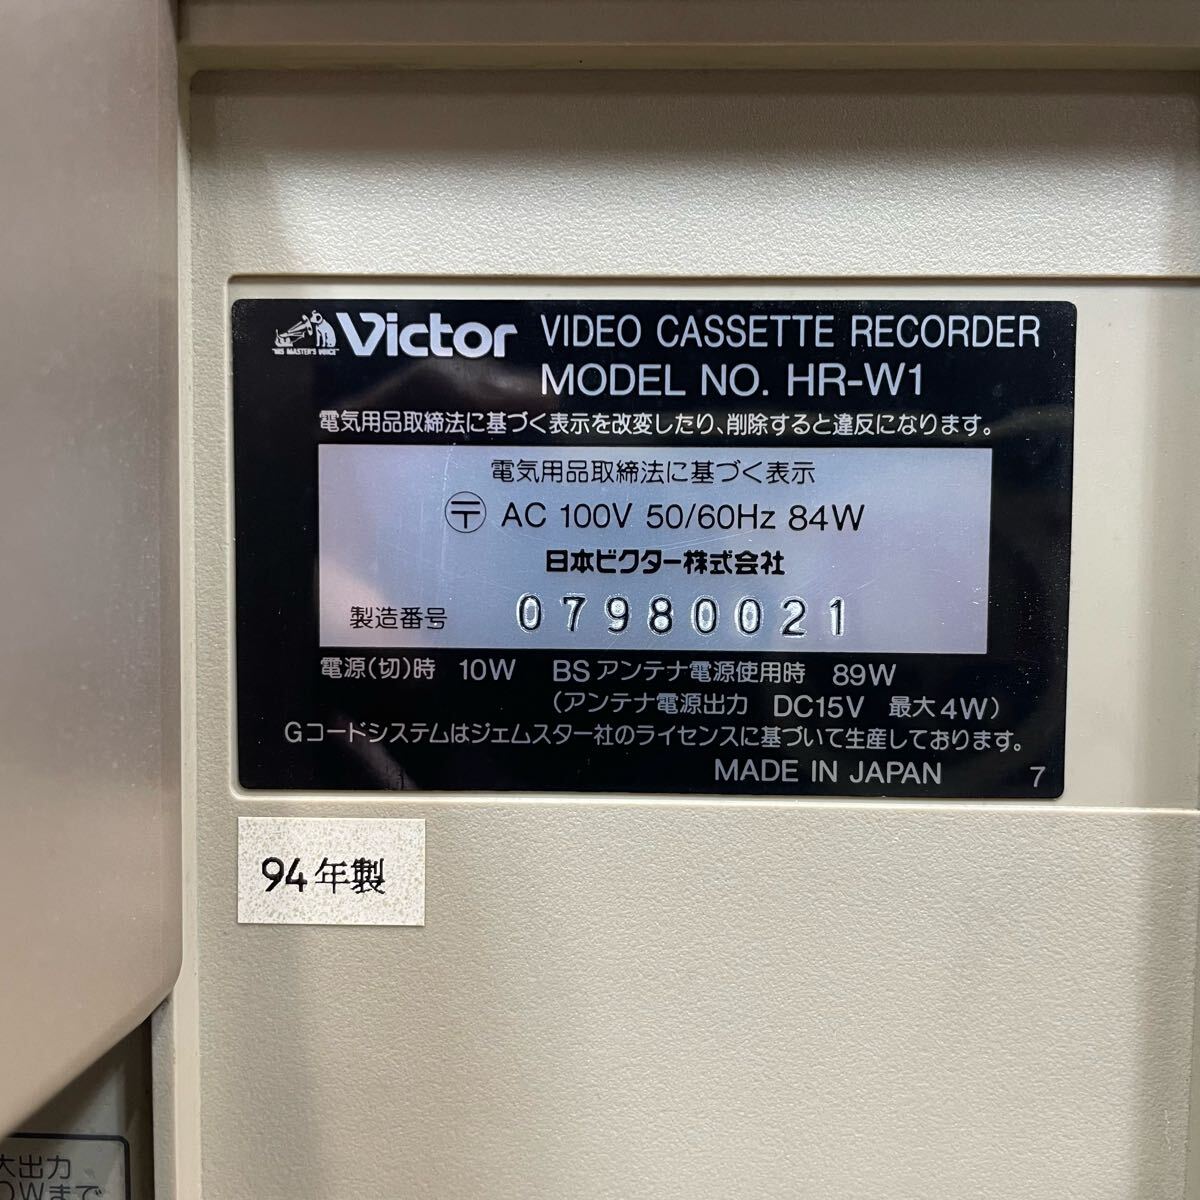 "HIS MASTER'S VOICE" Victor VIDEO CASSETTE RECORDER
MODEL NO. HR-W1
電気用品取締法に基づく表示を改変したり、削除すると違反になります。
電気用品取締法に基づく表示
〒 AC 100V 50/60Hz 84W
日本ビクター株式会社
製造番号 07980021
電源(切)時 10W BSアンテナ電源使用時 89W
(アンテナ電源出力 DC15V 最大4W)
Gコードシステムはジェムスター社のライセンスに基づいて生産しております。
MADE IN JAPAN 7
94年製
大出力
0Wまで